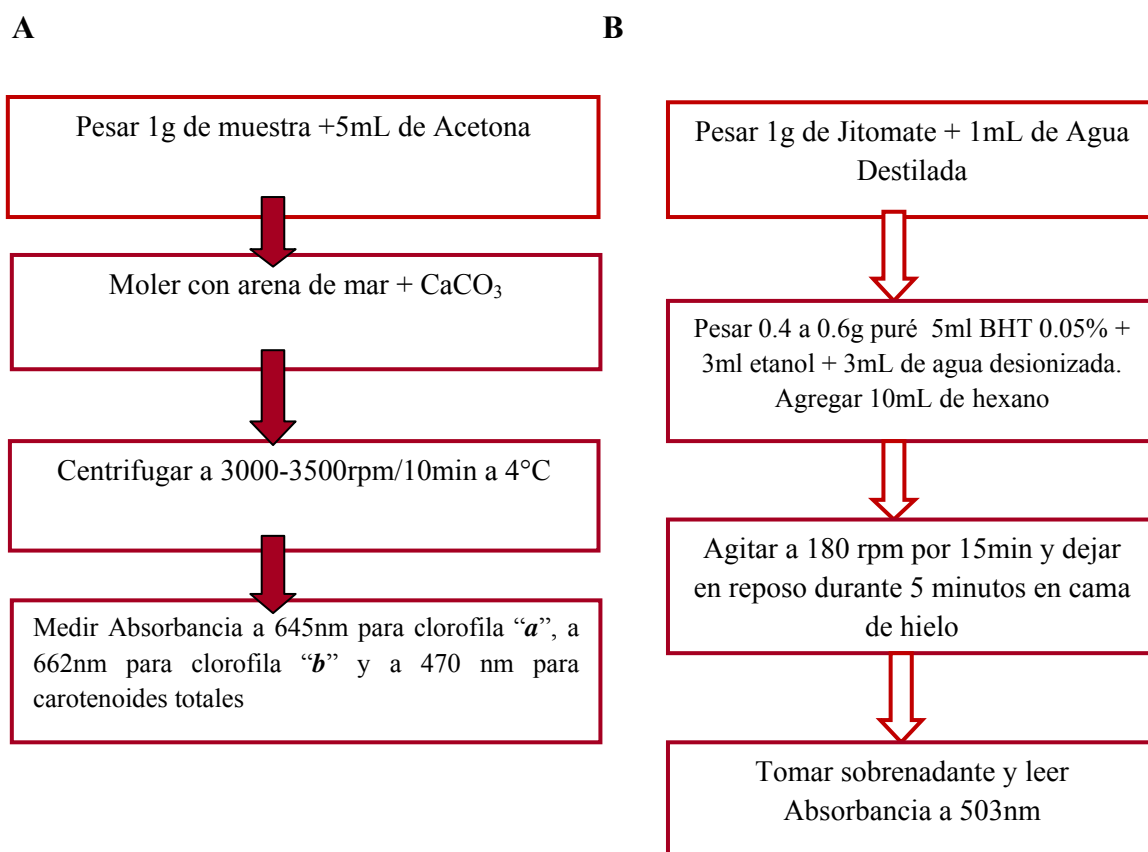 A
Pesar 1g de muestra +5mL de Acetona
Moler con arena de mar + CaCO₃
Centrifugar a 3000-3500rpm/10min a 4°C
Medir Absorbancia a 645nm para clorofila “a”, a
662nm para clorofila “b” y a 470 nm para
carotenoides totales
B
Pesar 1g de Jitomate + 1mL de Agua
Destilada
Pesar 0.4 a 0.6g puré 5ml BHT 0.05% +
3ml etanol + 3mL de agua desionizada.
Agregar 10mL de hexano
Agitar a 180 rpm por 15min y dejar
en reposo durante 5 minutos en cama
de hielo
Tomar sobrenadante y leer
Absorbancia a 503nm